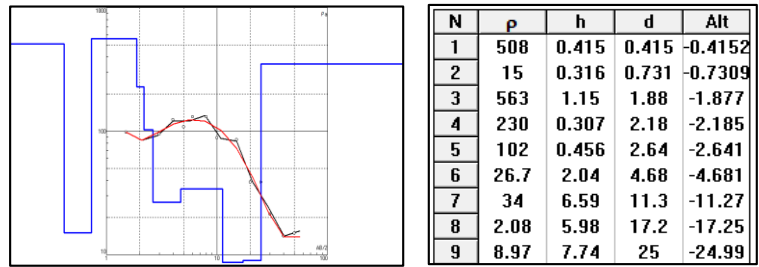 1000
ρa
100
10
1
10
AB/2
100
N ρ h d Alt
1 508 0.415 0.415 -0.4152
2 15 0.316 0.731 -0.7309
3 563 1.15 1.88 -1.877
4 230 0.307 2.18 -2.185
5 102 0.456 2.64 -2.641
6 26.7 2.04 4.68 -4.681
7 34 6.59 11.3 -11.27
8 2.08 5.98 17.2 -17.25
9 8.97 7.74 25 -24.99